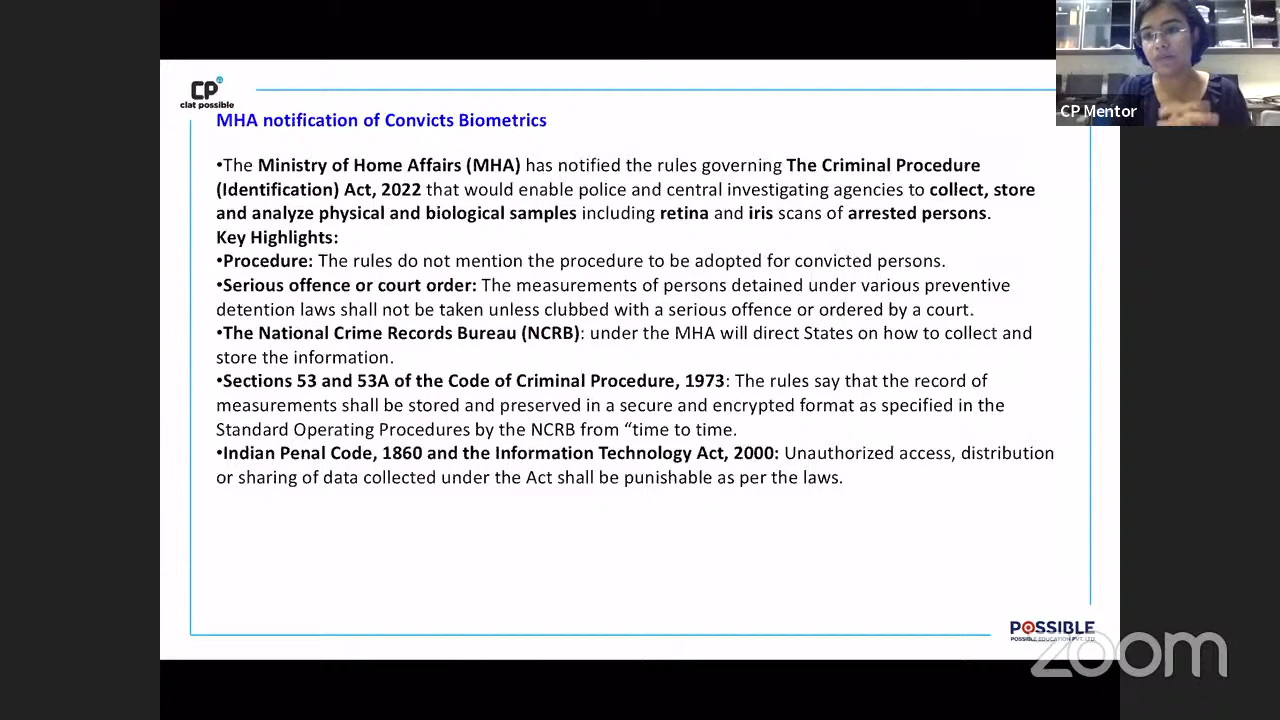 CP
clat possible
CP Mentor
MHA notification of Convicts Biometrics
•The Ministry of Home Affairs (MHA) has notified the rules governing The Criminal Procedure
(Identification) Act, 2022 that would enable police and central investigating agencies to collect, store
and analyze physical and biological samples including retina and iris scans of arrested persons.
Key Highlights:
•Procedure: The rules do not mention the procedure to be adopted for convicted persons.
•Serious offence or court order: The measurements of persons detained under various preventive
detention laws shall not be taken unless clubbed with a serious offence or ordered by a court.
•The National Crime Records Bureau (NCRB): under the MHA will direct States on how to collect and
store the information.
•Sections 53 and 53A of the Code of Criminal Procedure, 1973: The rules say that the record of
measurements shall be stored and preserved in a secure and encrypted format as specified in the
Standard Operating Procedures by the NCRB from “time to time.
•Indian Penal Code, 1860 and the Information Technology Act, 2000: Unauthorized access, distribution
or sharing of data collected under the Act shall be punishable as per the laws.
POSSIBLE
POSSIBLE EDUCATION PVT. LTD.
zoom